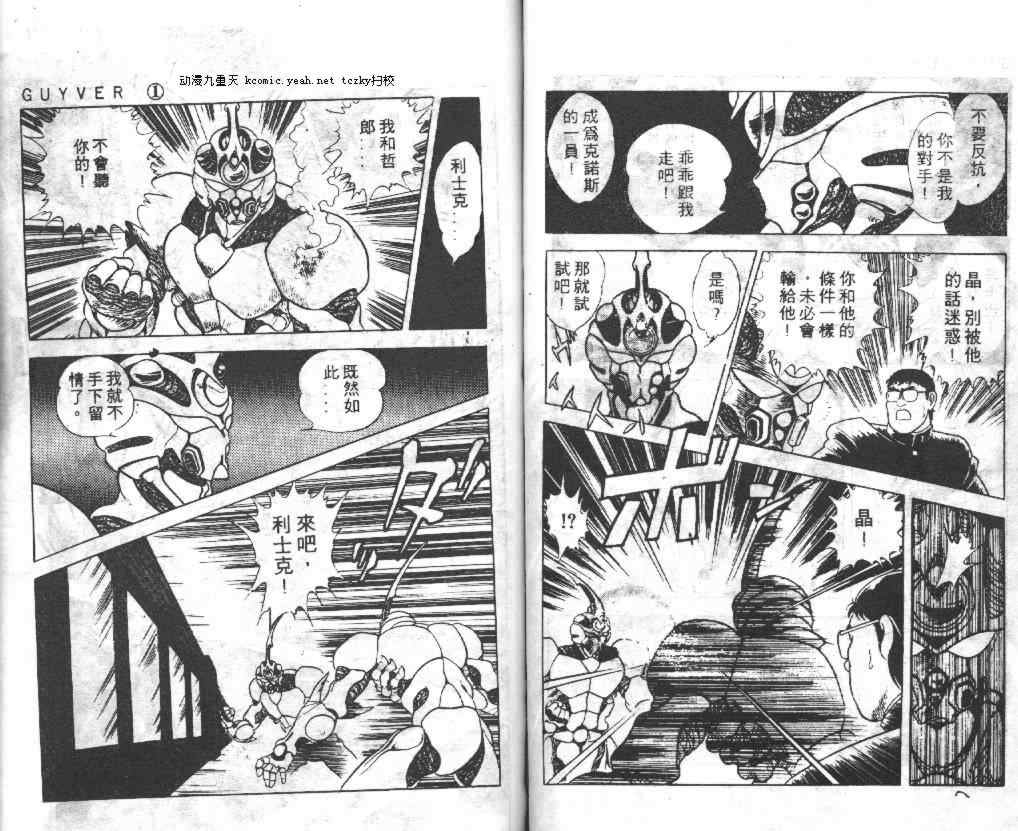 动漫九重天 kcomic.yeah.net tczky扫校
GUYVER ①
不要反抗，
你不是我
的對手！
乖乖跟我
走吧！
成為克諾斯
的一員！
晶，別被他
的話迷惑！
你和他的
條件一樣
，未必會
輸給他！
是嗎？
那就試
試吧！
晶！
!?
利士克
‥‥
我和哲
郎‥‥
不會聽
你的！
既然如
此‥‥
我就不
手下留
情了。
來吧，
利士克！